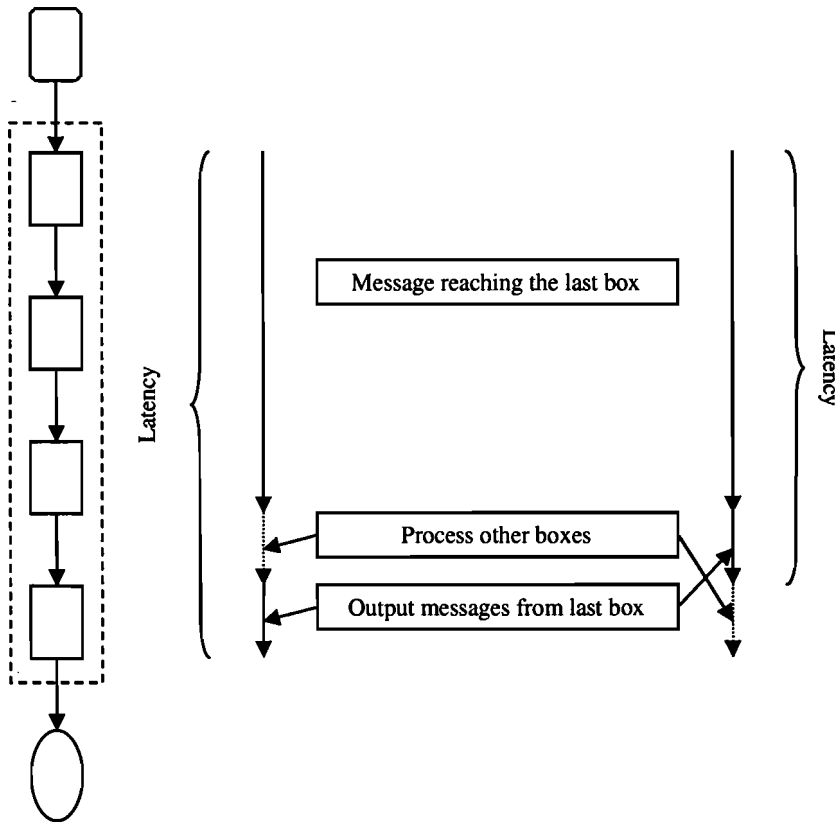 Latency
Message reaching the last box
Latency
Process other boxes
Output messages from last box